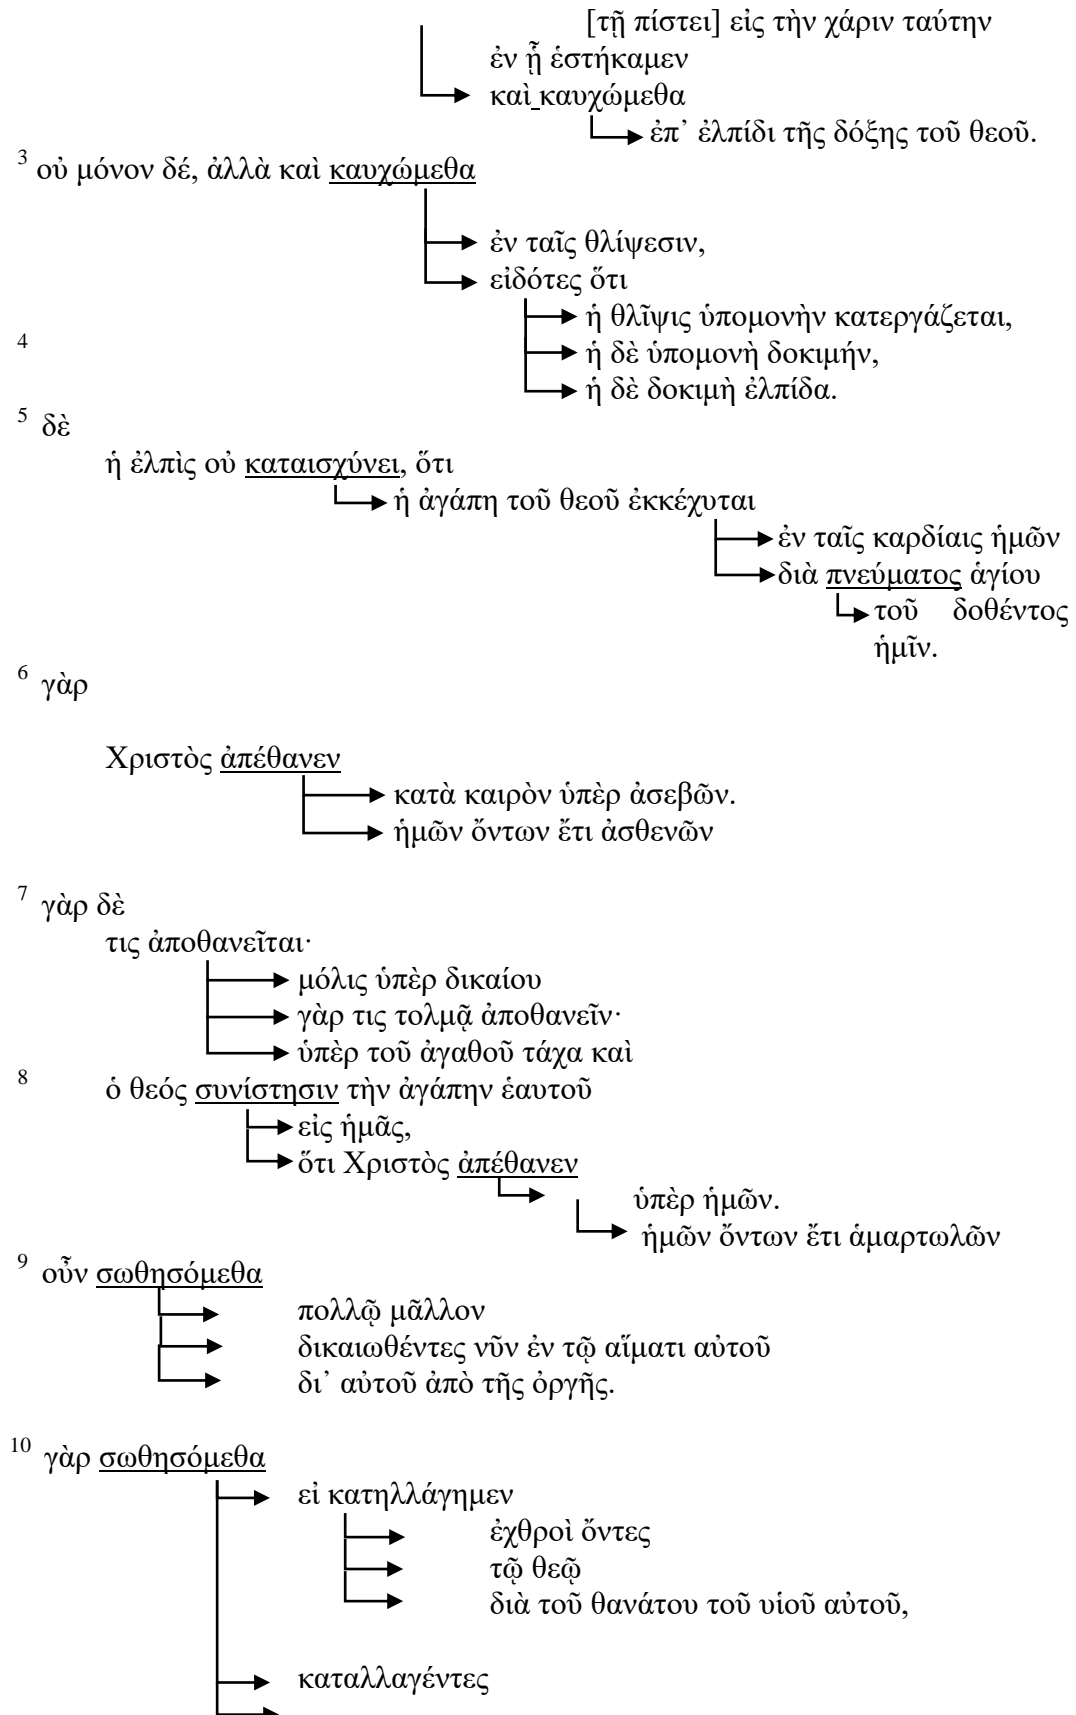 [τῇ πίστει] εἰς τὴν χάριν ταύτην
ἐν ᾗ ἑστήκαμεν
καὶ καυχώμεθα
ἐπ᾽ ἐλπίδι τῆς δόξης τοῦ θεοῦ.
3 οὐ μόνον δέ, ἀλλὰ καὶ καυχώμεθα
ἐν ταῖς θλίψεσιν,
εἰδότες ὅτι
ἡ θλῖψις ὑπομονὴν κατεργάζεται,
4 ἡ δὲ ὑπομονὴ δοκιμήν,
ἡ δὲ δοκιμὴ ἐλπίδα.
5 δὲ
ἡ ἐλπὶς οὐ καταισχύνει, ὅτι
ἡ ἀγάπη τοῦ θεοῦ ἐκκέχυται
ἐν ταῖς καρδίαις ἡμῶν
διὰ πνεύματος ἁγίου
τοῦ δοθέντος
ἡμῖν.
6 γὰρ
Χριστὸς ἀπέθανεν
κατὰ καιρὸν ὑπὲρ ἀσεβῶν.
ἡμῶν ὄντων ἔτι ἀσθενῶν
7 γὰρ δὲ
τις ἀποθανεῖται·
μόλις ὑπὲρ δικαίου
γὰρ τις τολμᾷ ἀποθανεῖν·
ὑπὲρ τοῦ ἀγαθοῦ τάχα καὶ
8 ὁ θεός συνίστησιν τὴν ἀγάπην ἑαυτοῦ
εἰς ἡμᾶς,
ὅτι Χριστὸς ἀπέθανεν
ὑπὲρ ἡμῶν.
ἡμῶν ὄντων ἔτι ἁμαρτωλῶν
9 οὖν σωθησόμεθα
πολλῷ μᾶλλον
δικαιωθέντες νῦν ἐν τῷ αἵματι αὐτοῦ
δι᾽ αὐτοῦ ἀπὸ τῆς ὀργῆς.
10 γὰρ σωθησόμεθα
εἰ κατηλλάγημεν
ἐχθροὶ ὄντες
τῷ θεῷ
διὰ τοῦ θανάτου τοῦ υἱοῦ αὐτοῦ,
καταλλαγέντες